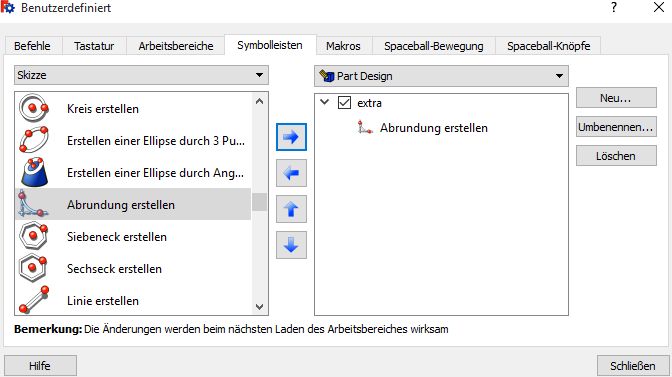 Benutzerdefiniert
Befehle Tastatur Arbeitsbereiche Symbolleisten Makros Spaceball-Bewegung Spaceball-Knöpfe
Skizze
Kreis erstellen
Erstellen einer Ellipse durch 3 Pu...
Erstellen einer Ellipse durch Ang...
Abrundung erstellen
Siebeneck erstellen
Sechseck erstellen
Linie erstellen
Part Design
extra
Abrundung erstellen
Neu...
Umbenennen...
Löschen
Bemerkung: Die Änderungen werden beim nächsten Laden des Arbeitsbereiches wirksam
Hilfe Schließen